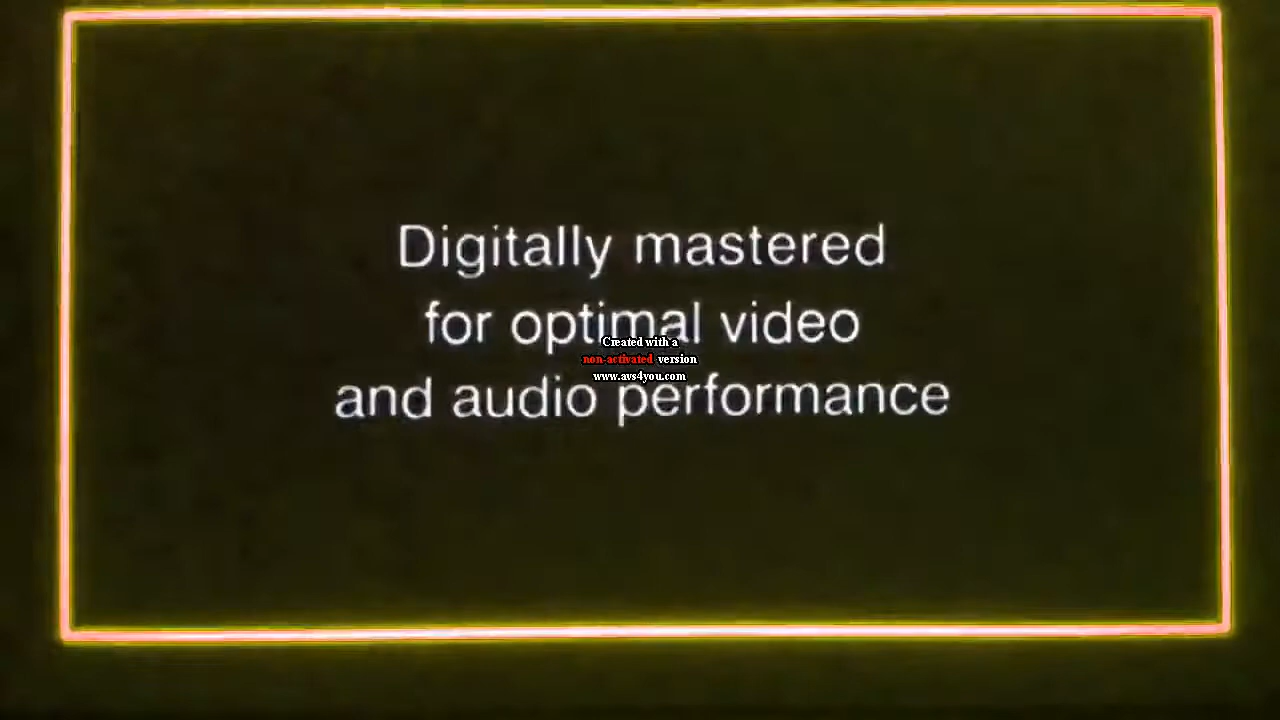 Digitally mastered
for optimal video
Created with a
non-activated version
www.avs4you.com
and audio performance